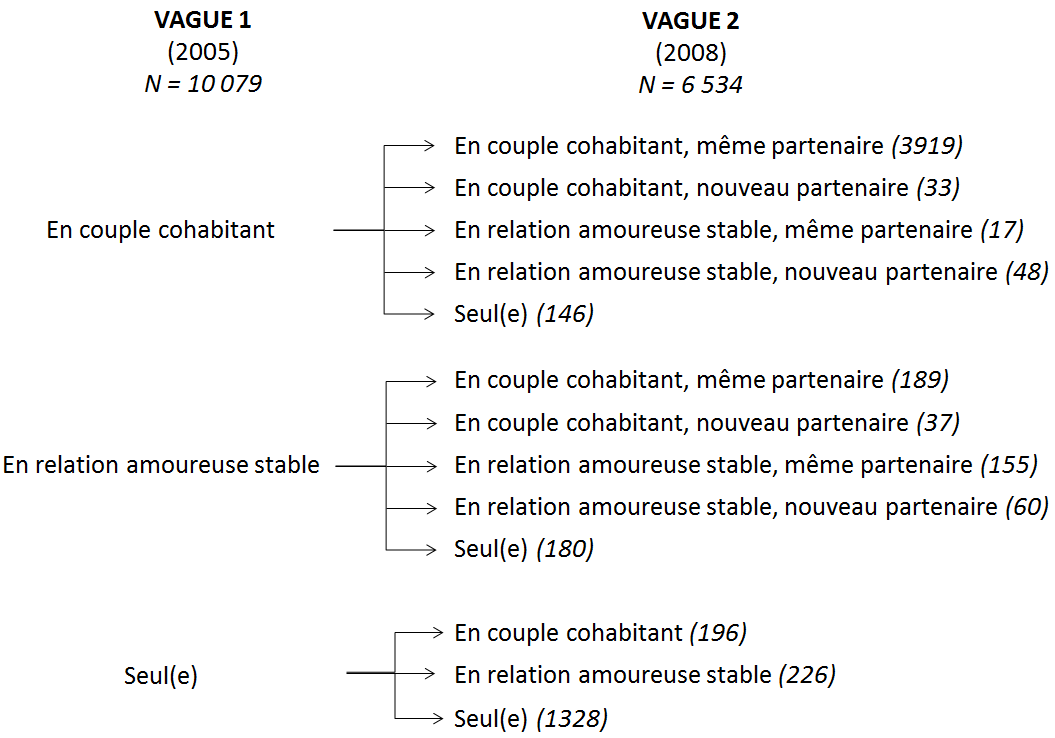 VAGUE 1
(2005)
N = 10 079
VAGUE 2
(2008)
N = 6 534
En couple cohabitant
En couple cohabitant, même partenaire (3919)
En couple cohabitant, nouveau partenaire (33)
En relation amoureuse stable, même partenaire (17)
En relation amoureuse stable, nouveau partenaire (48)
Seul(e) (146)
En relation amoureuse stable
En couple cohabitant, même partenaire (189)
En couple cohabitant, nouveau partenaire (37)
En relation amoureuse stable, même partenaire (155)
En relation amoureuse stable, nouveau partenaire (60)
Seul(e) (180)
Seul(e)
En couple cohabitant (196)
En relation amoureuse stable (226)
Seul(e) (1328)